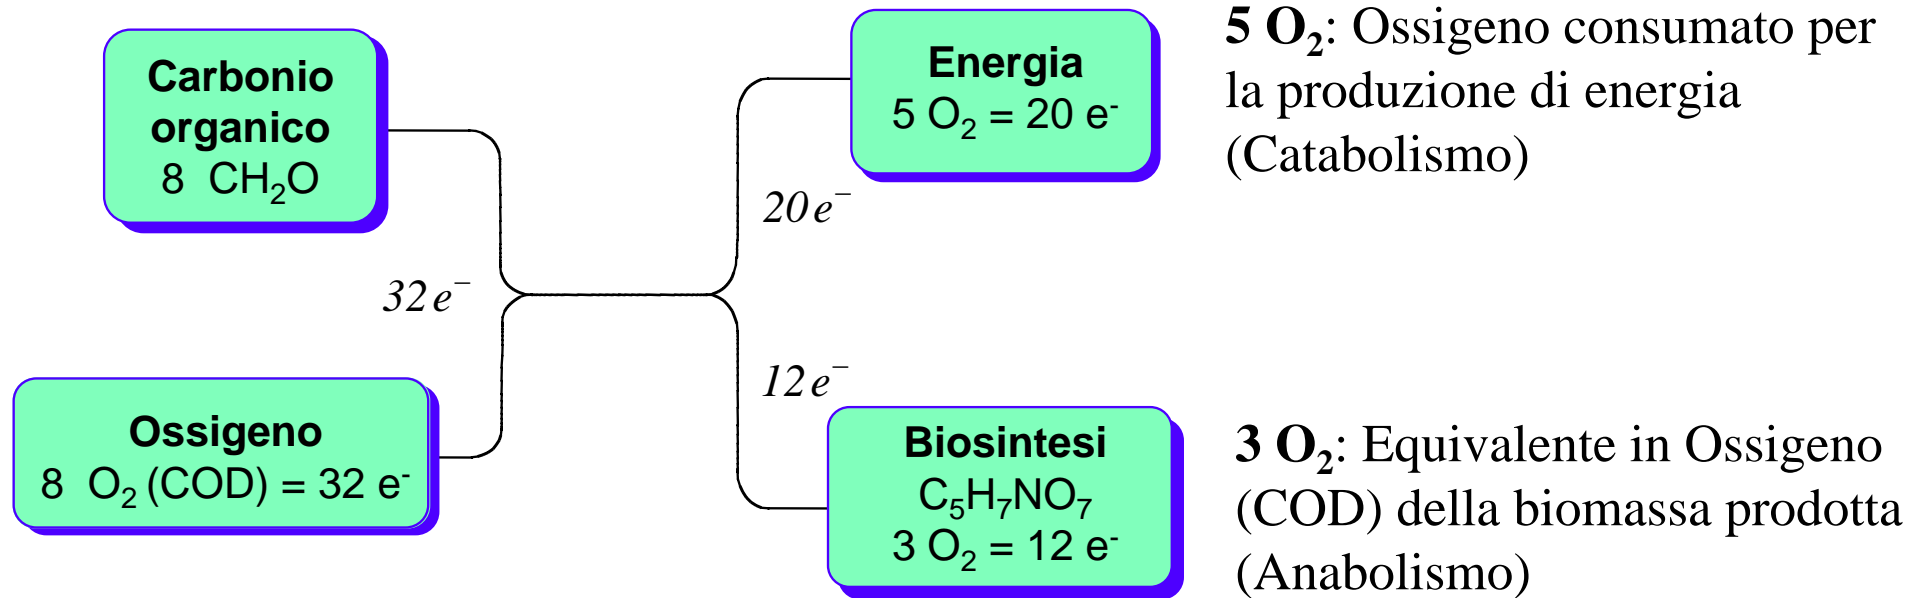 Carbonio
organico
8 CH₂O
32 e⁻
Ossigeno
8 O₂ (COD) = 32 e⁻
Energia
5 O₂ = 20 e⁻
20 e⁻
12 e⁻
Biosintesi
C₅H₇NO₇
3 O₂ = 12 e⁻
5 O₂: Ossigeno consumato per
la produzione di energia
(Catabolismo)
3 O₂: Equivalente in Ossigeno
(COD) della biomassa prodotta
(Anabolismo)